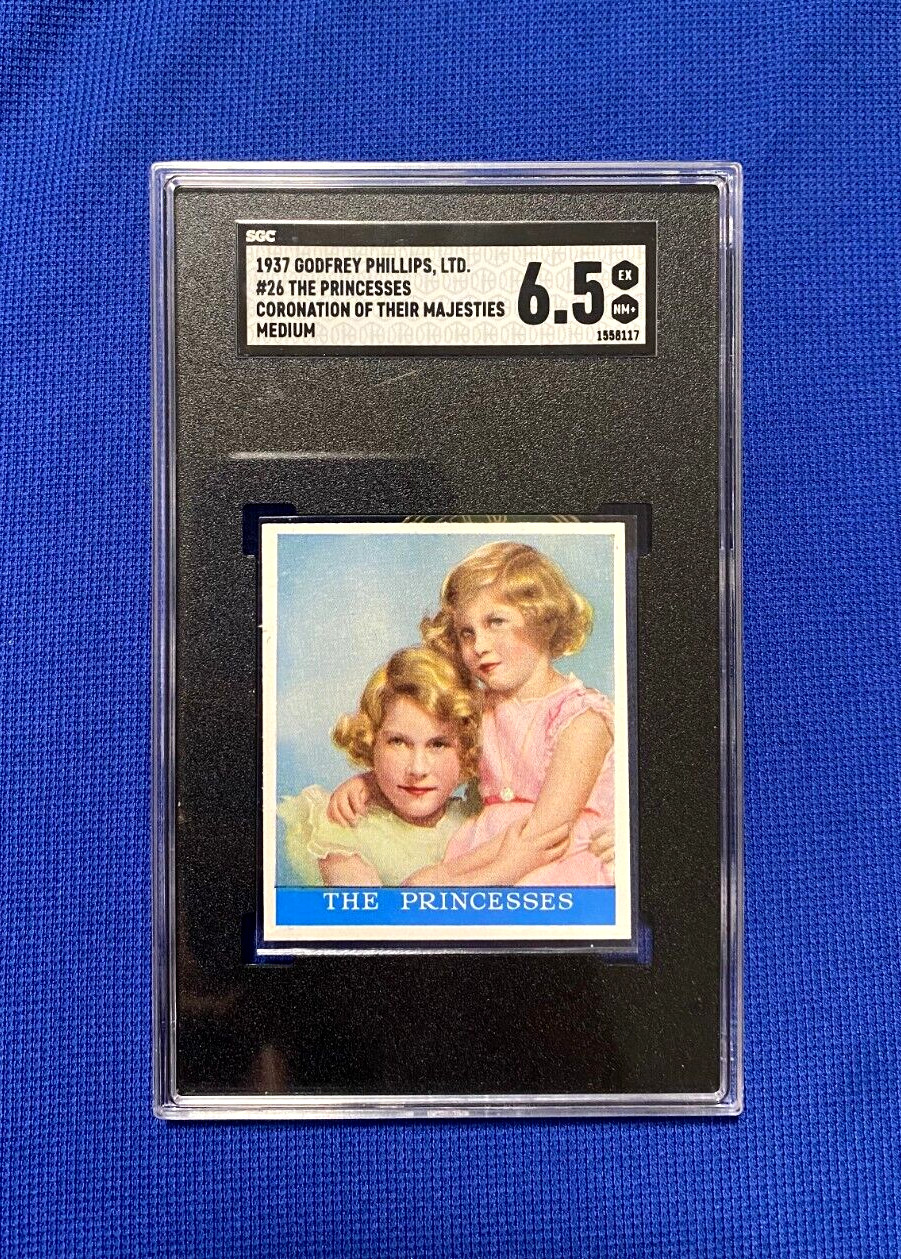 SGC
1937 GODFREY PHILLIPS, LTD.
#26 THE PRINCESSES
CORONATION OF THEIR MAJESTIES
MEDIUM
6.5
EX
NM+
1558117
THE PRINCESSES